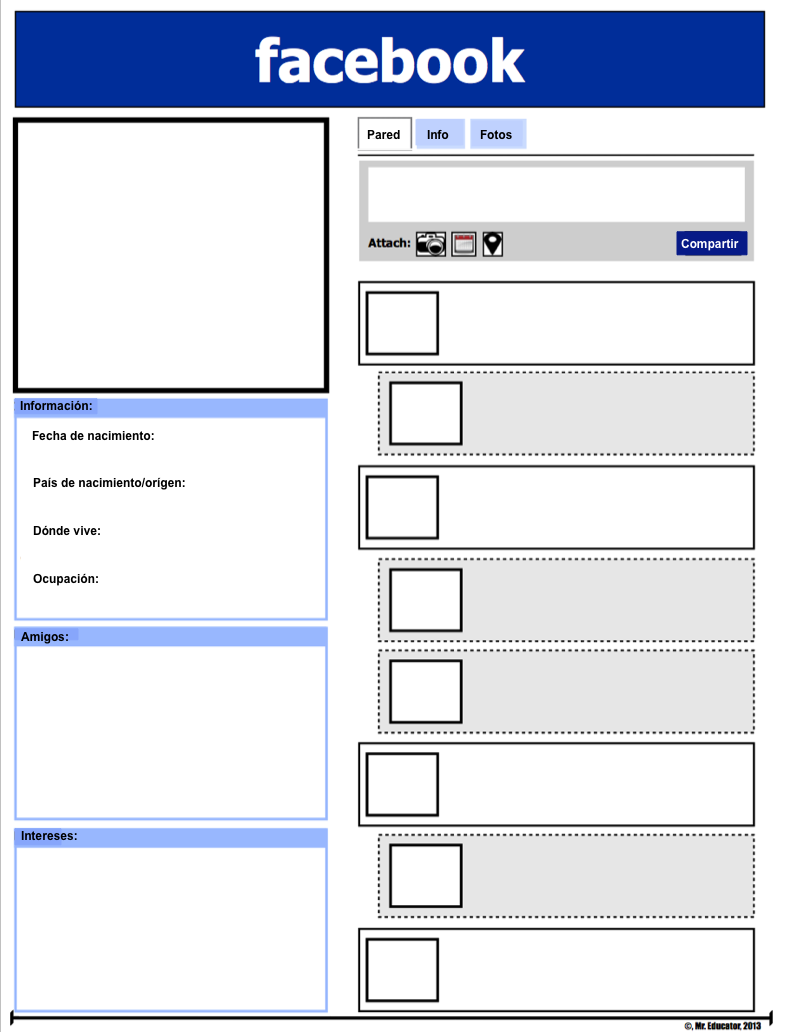 facebook
Pared
Info
Fotos
Attach:
Compartir
Información:
Fecha de nacimiento:
País de nacimiento/origen:
Dónde vive:
Ocupación:
Amigos:
Intereses:
©, Mr. Educator, 2013